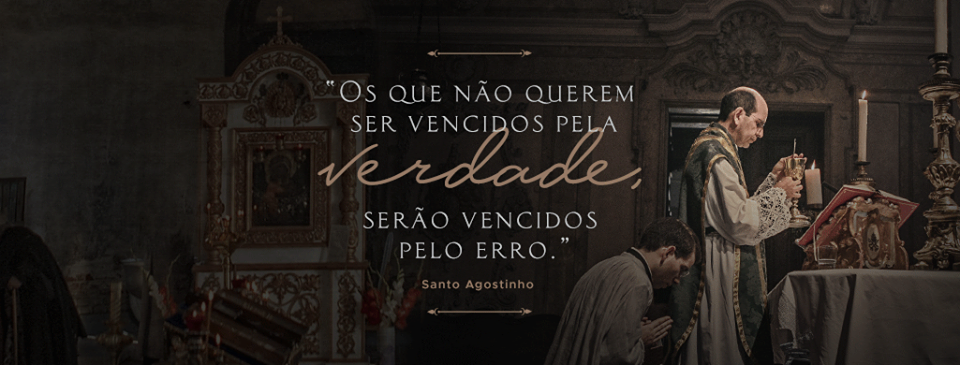 “Os que não querem
ser vencidos pela
verdade,
serão vencidos
pelo erro.”
Santo Agostinho